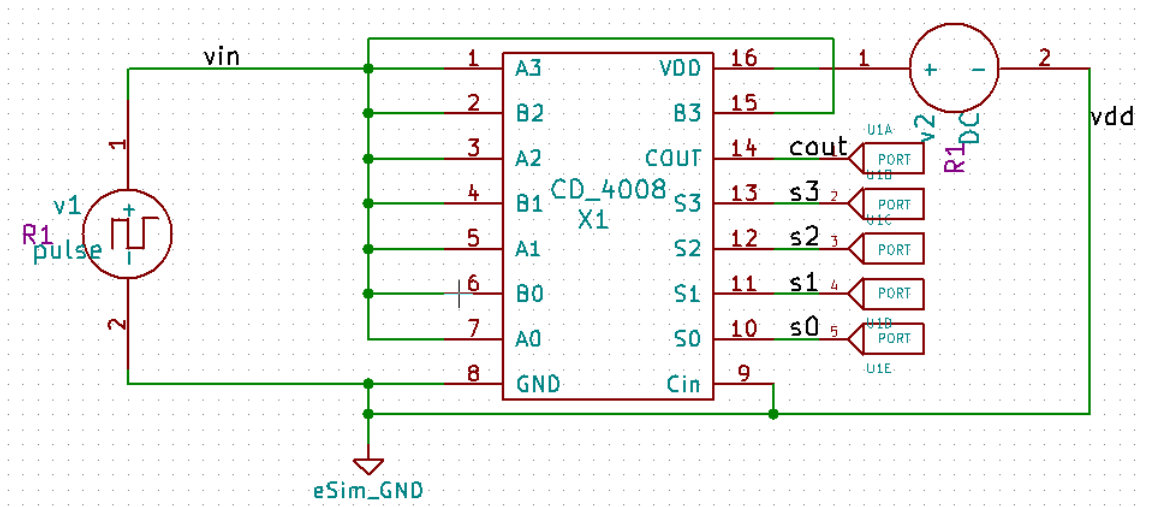 vin
1 A3 VDD 16 1 + - 2
2 B2 B3 15
v2 DC R1 vdd
3 A2 COUT 14 cout 1 PORT U1A
4 B1 CD_4008 S3 13 s3 2 PORT U1B
X1
5 A1 S2 12 s2 3 PORT U1C
6 B0 S1 11 s1 4 PORT
7 A0 S0 10 s0 5 PORT U1D
U1E
8 GND Cin 9
1
v1 +
R1 pulse
-
2
eSim_GND